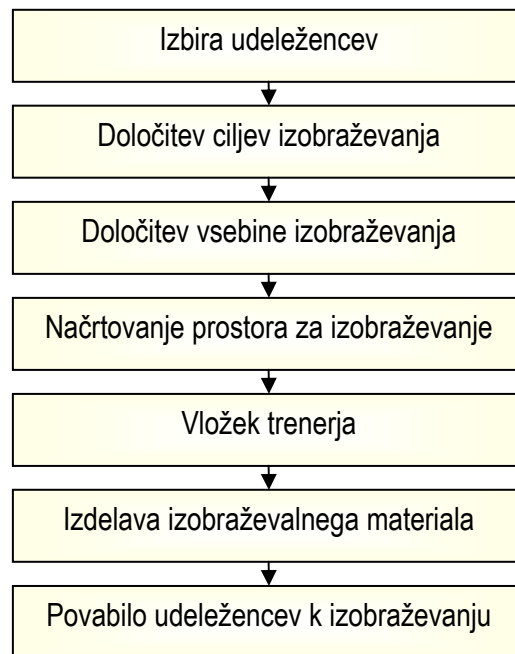 Izbira udeležencev
Določitev ciljev izobraževanja
Določitev vsebine izobraževanja
Načrtovanje prostora za izobraževanje
Vložek trenerja
Izdelava izobraževalnega materiala
Povabilo udeležencev k izobraževanju